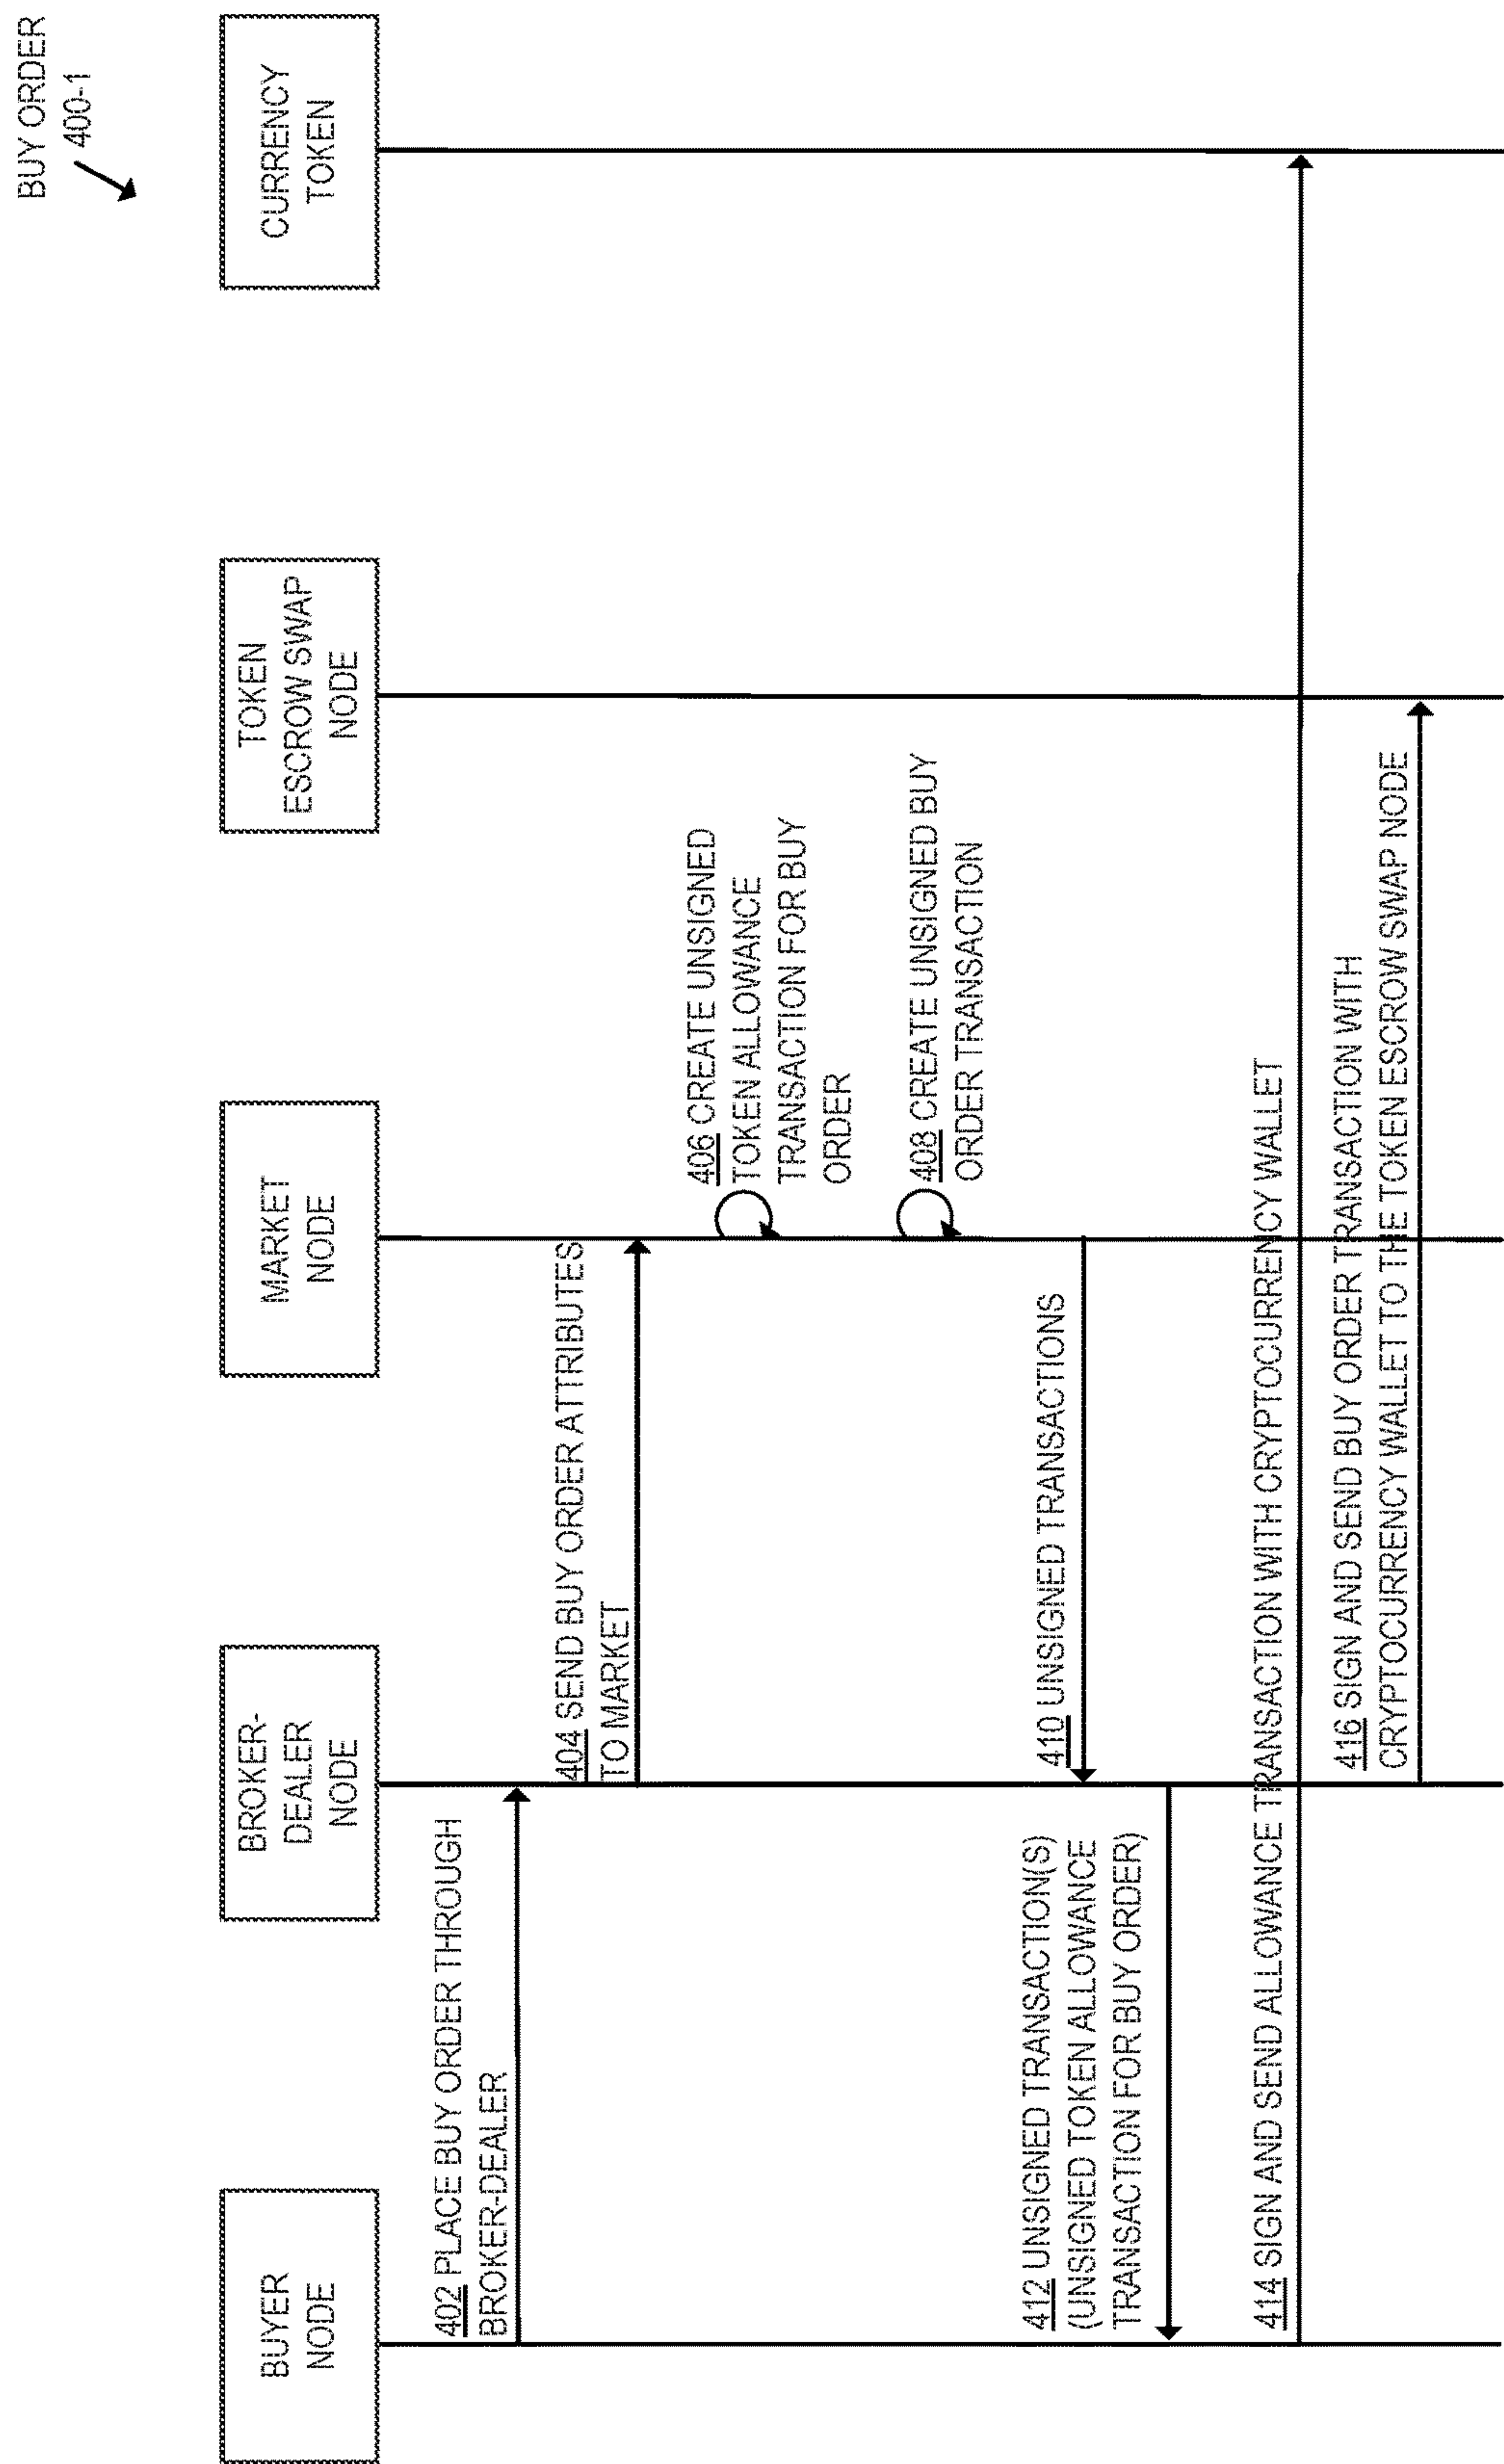 BUY ORDER
400-1
BUYER
NODE
BROKER-
DEALER
NODE
MARKET
NODE
TOKEN
ESCROW SWAP
NODE
CURRENCY
TOKEN
402 PLACE BUY ORDER THROUGH
BROKER-DEALER
404 SEND BUY ORDER ATTRIBUTES
TO MARKET
406 CREATE UNSIGNED
TOKEN ALLOWANCE
TRANSACTION FOR BUY
ORDER
408 CREATE UNSIGNED BUY
ORDER TRANSACTION
410 UNSIGNED TRANSACTIONS
412 UNSIGNED TRANSACTION(S)
(UNSIGNED TOKEN ALLOWANCE
TRANSACTION FOR BUY ORDER)
414 SIGN AND SEND ALLOWANCE TRANSACTION WITH CRYPTOCURRENCY WALLET
416 SIGN AND SEND BUY ORDER TRANSACTION WITH
CRYPTOCURRENCY WALLET TO THE TOKEN ESCROW SWAP NODE